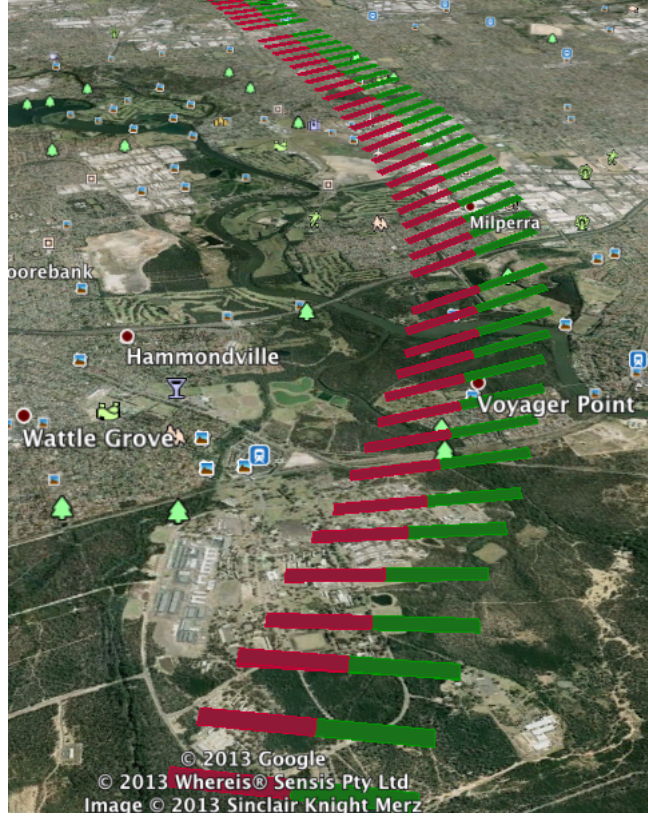 Milperra
oorebank
Hammondville
Voyager Point
Wattle Grove
© 2013 Google
© 2013 Whereis® Sensis Pty Ltd
Image © 2013 Sinclair Knight Merz